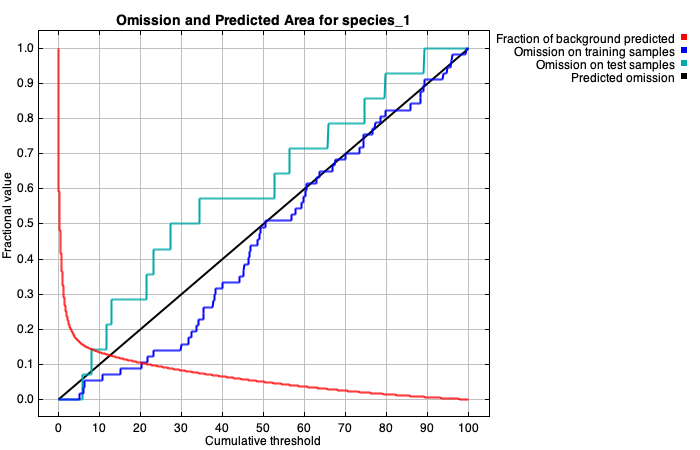 Omission and Predicted Area for species_1
Fraction of background predicted
Omission on training samples
Omission on test samples
Predicted omission
1.0
0.9
0.8
0.7
0.6
0.5
0.4
0.3
0.2
0.1
0.0
Fractional value
0 10 20 30 40 50 60 70 80 90 100
Cumulative threshold